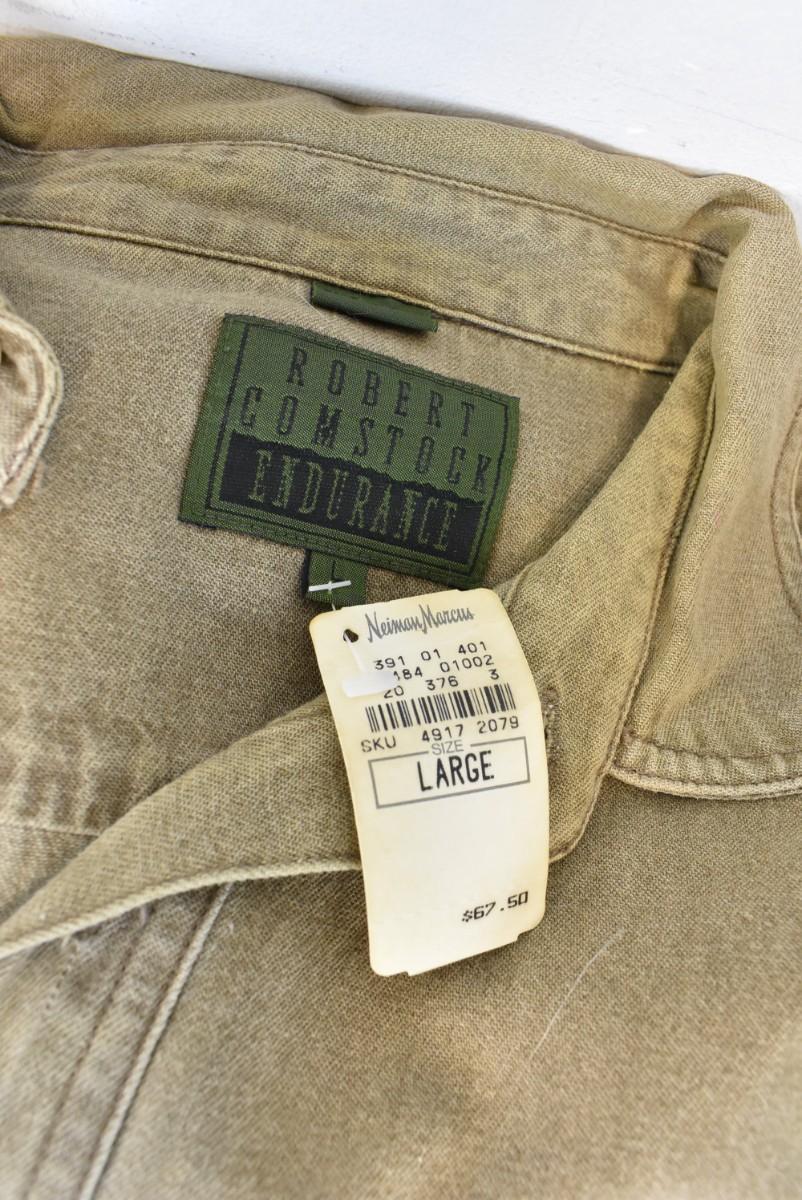 ROBERT
COMSTOCK
ENDURANCE
L
Neiman Marcus
391 01 401
184 01002
20 376 3
SKU 4917 2079
SIZE
LARGE
$67.50